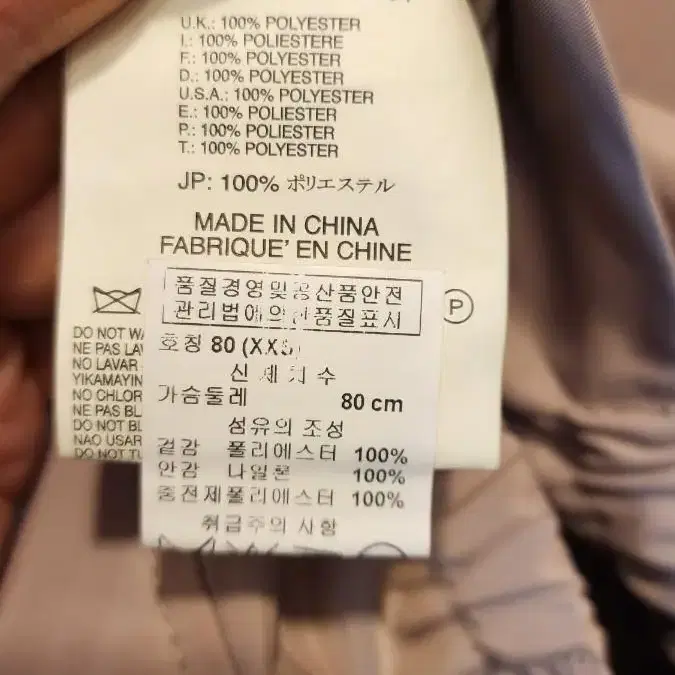 U.K.: 100% POLYESTER
I.: 100% POLIESTERE
F.: 100% POLYESTER
D.: 100% POLYESTER
U.S.A.: 100% POLYESTER
E.: 100% POLIESTER
P.: 100% POLIESTER
T.: 100% POLYESTER
JP: 100% ポリエステル
MADE IN CHINA
FABRIQUE' EN CHINE
P
DO NOT
NE PAS
NO LAVAR
YIKAMAYIN
NO CHLOR
NE PAS
DO NOT
NAO USAR
DO NOT
품질경영및공산품안전
관리법에의한품질표시
호칭 80 (XXS)
신체치수
가슴둘레 80 cm
섬유의 조성
겉감 폴리에스터 100%
안감 나일론 100%
충전제폴리에스터 100%
취급주의 사항